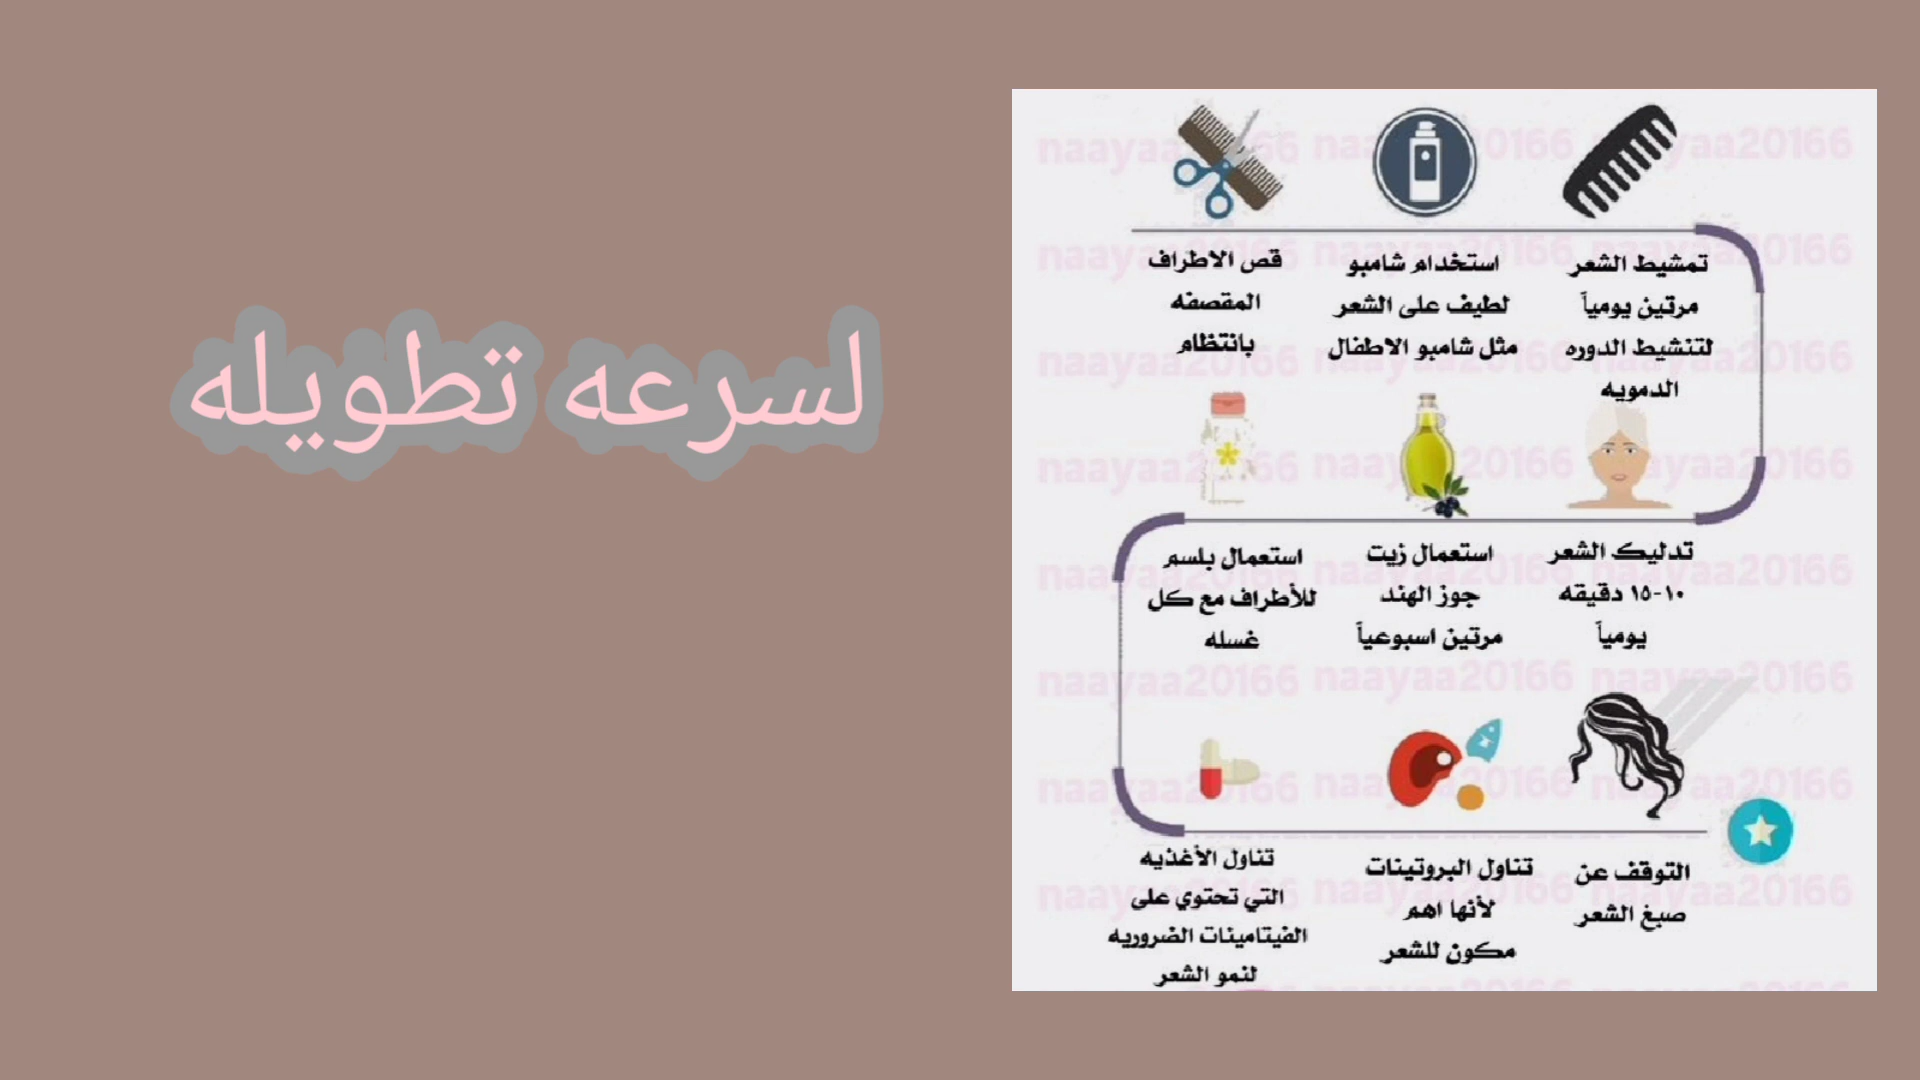 لسرعه تطويله
تمشيط الشعر
مرتين يومياً
لتنشيط الدوره
الدمويه
استخدام شامبو
لطيف على الشعر
مثل شامبو الاطفال
قص الاطراف
المقصفه
بانتظام
تدليك الشعر
١٠-١٥ دقيقه
يومياً
استعمال زيت
جوز الهند
مرتين اسبوعياً
استعمال بلسم
للأطراف مع كل
غسله
التوقف عن
صبغ الشعر
تناول البروتينات
لأنها اهم
مكون للشعر
تناول الأغذيه
التي تحتوي على
الفيتامينات الضروريه
لنمو الشعر
naayaa20166